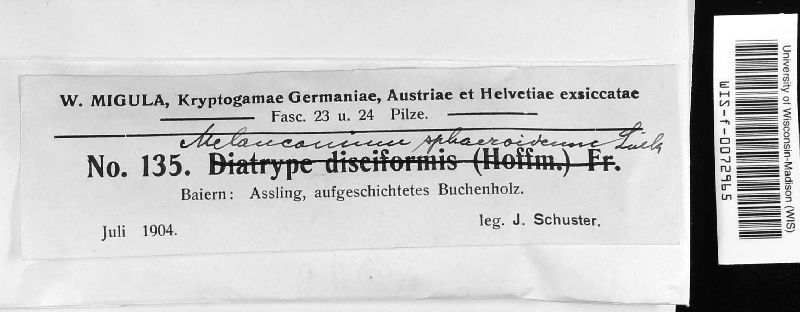 W. MIGULA, Kryptogamae Germaniae, Austriae et Helvetiae exsiccatae
Fasc. 23 u. 24 Pilze.
Melanconium sphaeroideum Link
No. 135. Diatrype disciformis (Hoffm.) Fr.
Baiern: Assling, aufgeschichtetes Buchenholz.
Juli 1904.
leg. J. Schuster.
University of Wisconsin-Madison (WIS)
WIS-f-0072965